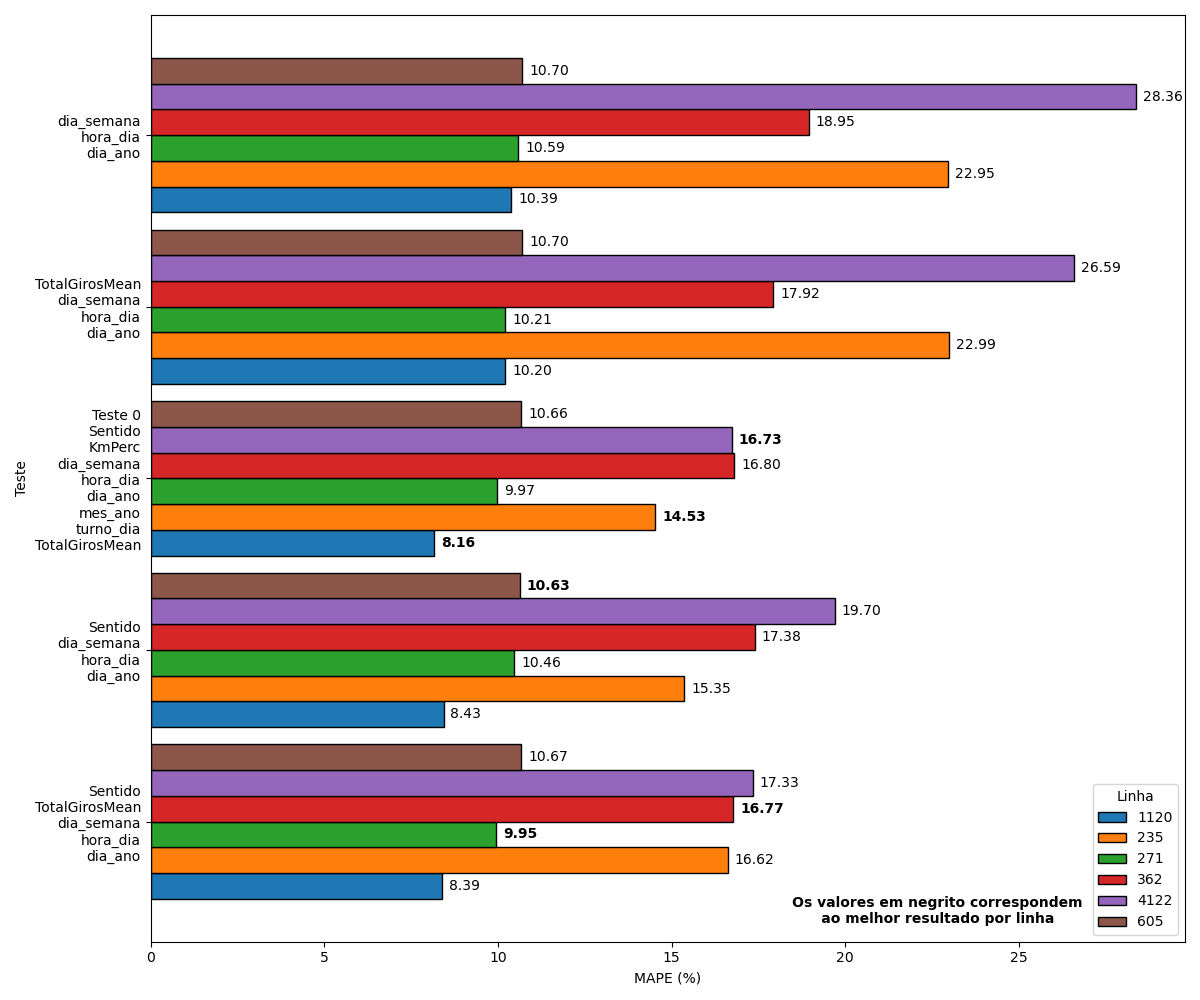 10.70
28.36
18.95
10.59
22.95
10.39
dia_semana
hora_dia
dia_ano
10.70
26.59
17.92
10.21
22.99
10.20
TotalGirosMean
dia_semana
hora_dia
dia_ano
10.66
16.73
16.80
9.97
14.53
8.16
Teste 0
Sentido
KmPerc
dia_semana
hora_dia
dia_ano
mes_ano
turno_dia
TotalGirosMean
Teste
10.63
19.70
17.38
10.46
15.35
8.43
Sentido
dia_semana
hora_dia
dia_ano
10.67
17.33
16.77
9.95
16.62
8.39
Sentido
TotalGirosMean
dia_semana
hora_dia
dia_ano
Linha
1120
235
271
362
4122
605
Os valores em negrito correspondem
ao melhor resultado por linha
0 5 10 15 20 25
MAPE (%)